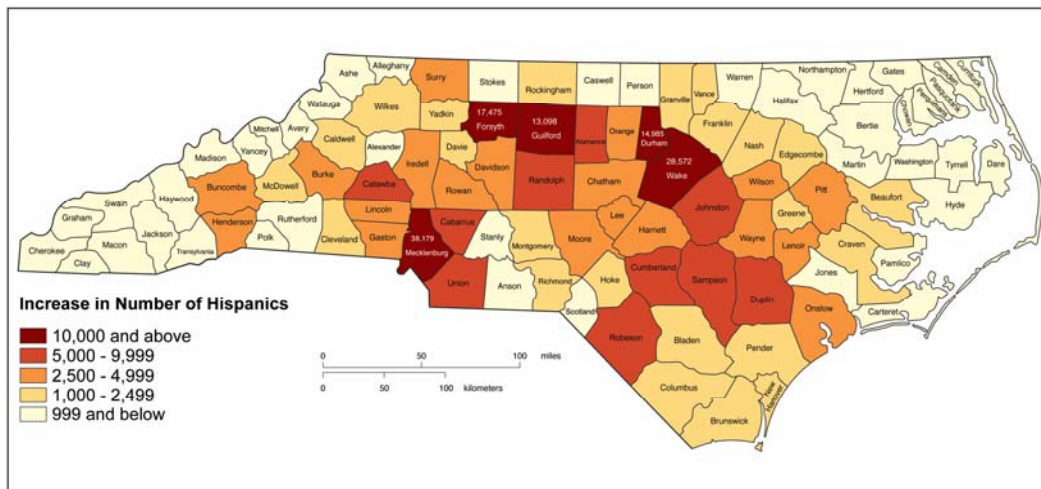 Ashe
Alleghany
Surry
Stokes
Rockingham
Caswell
Person
Granville
Vance
Warren
Northampton
Halifax
Hertford
Gates
Camden
Currituck
Pasquotank
Perquimans
Chowan
Bertie
Watauga
Wilkes
Yadkin
17,475
Forsyth
13,098
Guilford
Alamance
Orange
14,985
Durham
Franklin
Nash
Edgecombe
Martin
Washington
Tyrrell
Dare
Mitchell
Avery
Yancey
Caldwell
Alexander
Davie
Iredell
Davidson
28,572
Wake
Madison
Buncombe
McDowell
Burke
Catawba
Rowan
Randolph
Chatham
Johnston
Wilson
Pitt
Beaufort
Hyde
Swain
Haywood
Graham
Jackson
Henderson
Rutherford
Polk
Cleveland
Lincoln
Gaston
Cabarrus
Stanly
Montgomery
Moore
Lee
Harnett
Wayne
Greene
Lenoir
Craven
Pamlico
Cherokee
Clay
Macon
Transylvania
38,179
Mecklenburg
Union
Anson
Richmond
Hoke
Scotland
Cumberland
Sampson
Duplin
Jones
Onslow
Carteret
Robeson
Bladen
Pender
Columbus
Brunswick
New
Hanover
Increase in Number of Hispanics
10,000 and above
5,000 - 9,999
2,500 - 4,999
1,000 - 2,499
999 and below
0 50 100 miles
0 50 100 kilometers